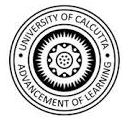 UNIVERSITY OF CALCUTTA
ADVANCEMENT OF LEARNING